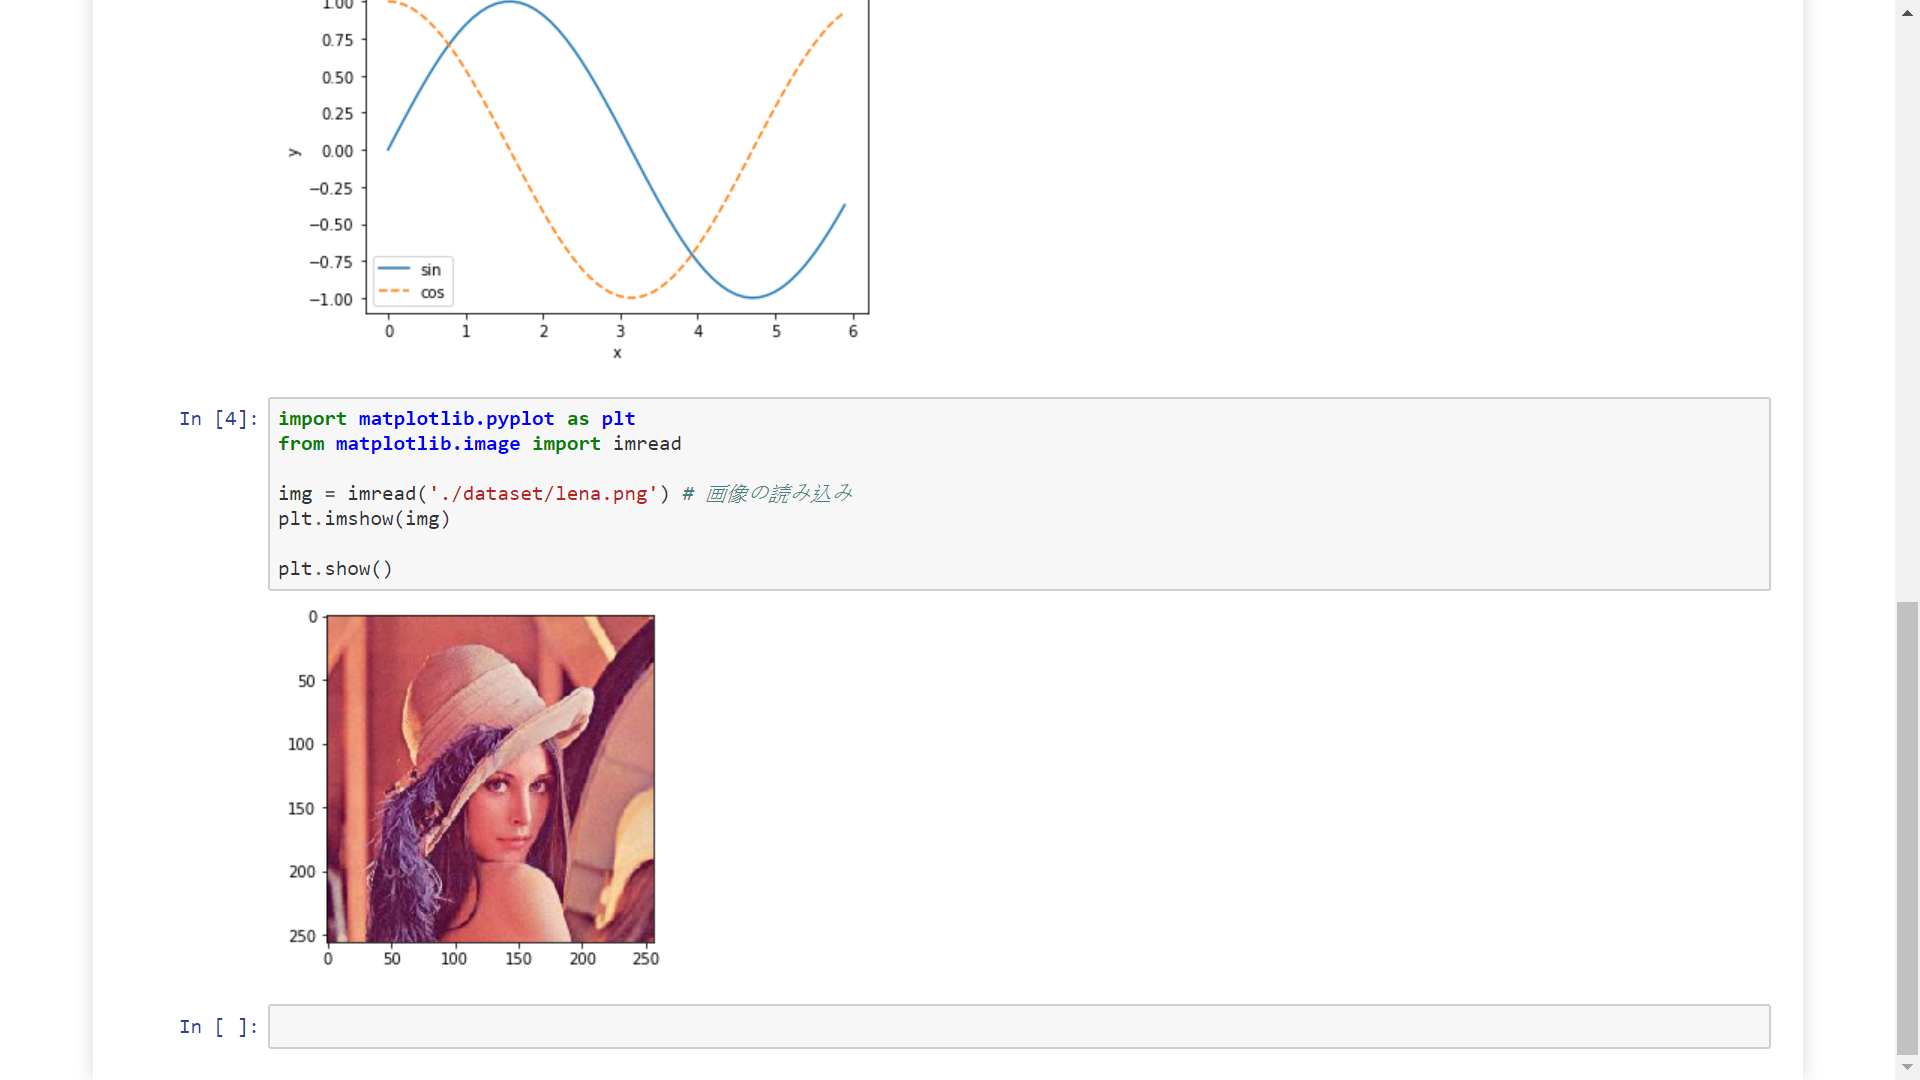 1.00
0.75
0.50
0.25
0.00
−0.25
−0.50
−0.75
−1.00
y
sin
cos
0 1 2 3 4 5 6
x
In [4]:
import matplotlib.pyplot as plt
from matplotlib.image import imread
img = imread('./dataset/lena.png') # 画像の読み込み
plt.imshow(img)
plt.show()
0
50
100
150
200
250
0 50 100 150 200 250
In [ ]: